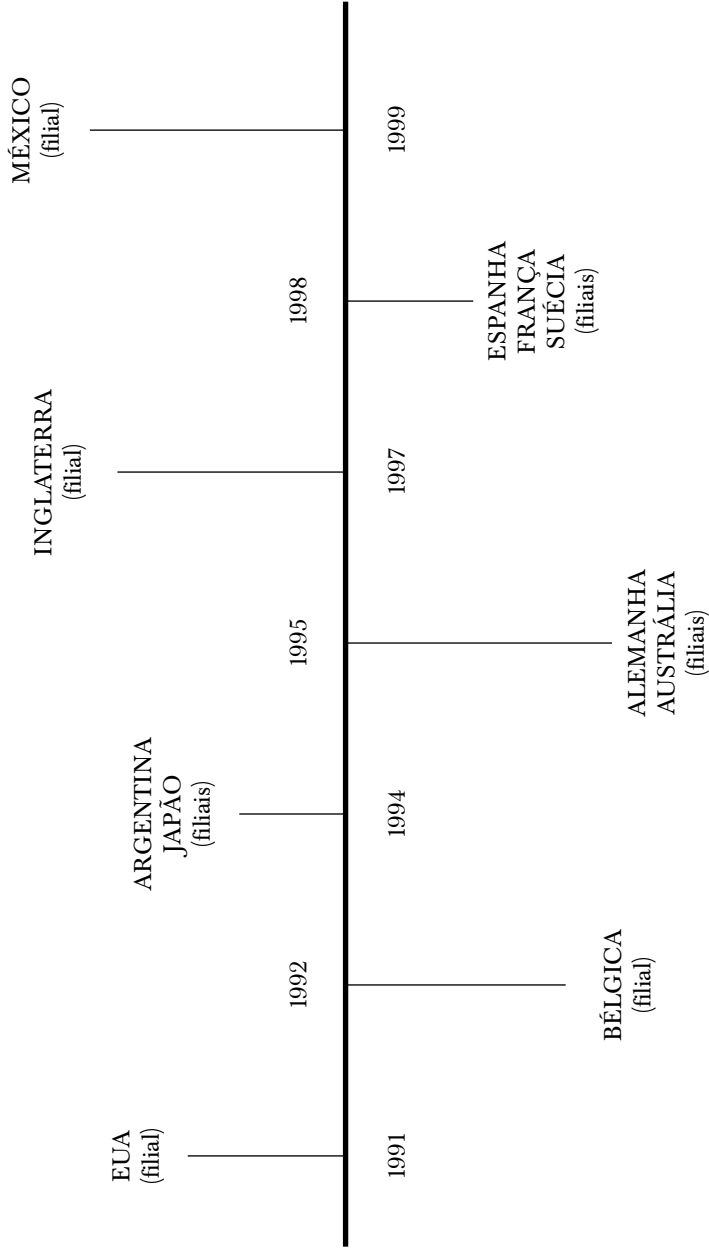 EUA
(filial)
1991
1992
BÉLGICA
(filial)
ARGENTINA
JAPÃO
(filiais)
1994
1995
ALEMANHA
AUSTRÁLIA
(filiais)
INGLATERRA
(filial)
1997
1998
ESPANHA
FRANÇA
SUÉCIA
(filiais)
MÉXICO
(filial)
1999